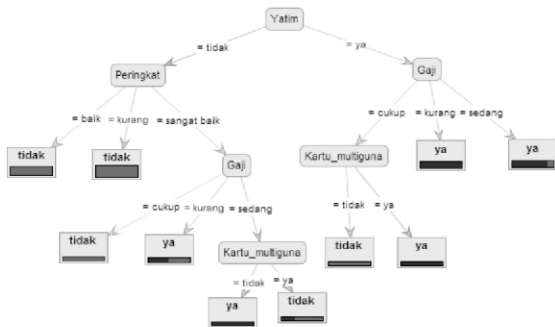 Yatim
= tidak
= ya
Peringkat
Gaji
= baik = kurang = sangat baik
= cukup = kurang = sedang
tidak
tidak
Gaji
Kartu_multiguna
ya
ya
= cukup = kurang = sedang
= tidak = ya
tidak
ya
Kartu_multiguna
tidak
ya
= tidak = ya
ya
tidak